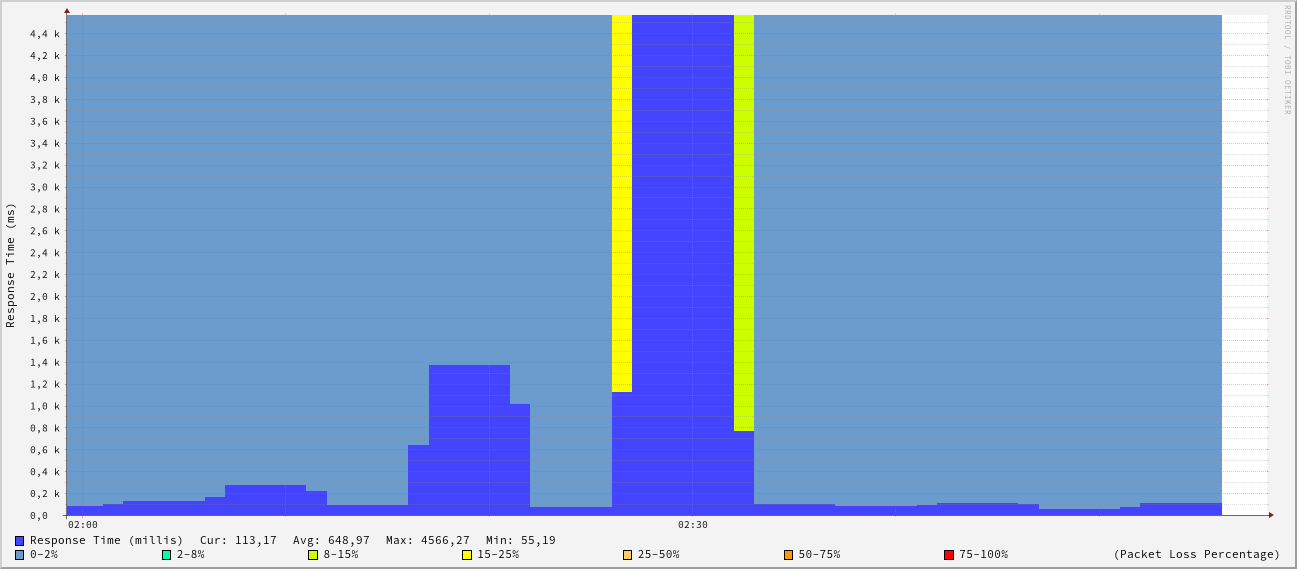 RRDTOOL / TOBI OETIKER
Response Time (ms)
4,4 k
4,2 k
4,0 k
3,8 k
3,6 k
3,4 k
3,2 k
3,0 k
2,8 k
2,6 k
2,4 k
2,2 k
2,0 k
1,8 k
1,6 k
1,4 k
1,2 k
1,0 k
0,8 k
0,6 k
0,4 k
0,2 k
0,0
02:00 02:30
Response Time (millis) Cur: 113,17 Avg: 648,97 Max: 4566,27 Min: 55,19
0-2% 2-8% 8-15% 15-25% 25-50% 50-75% 75-100% (Packet Loss Percentage)